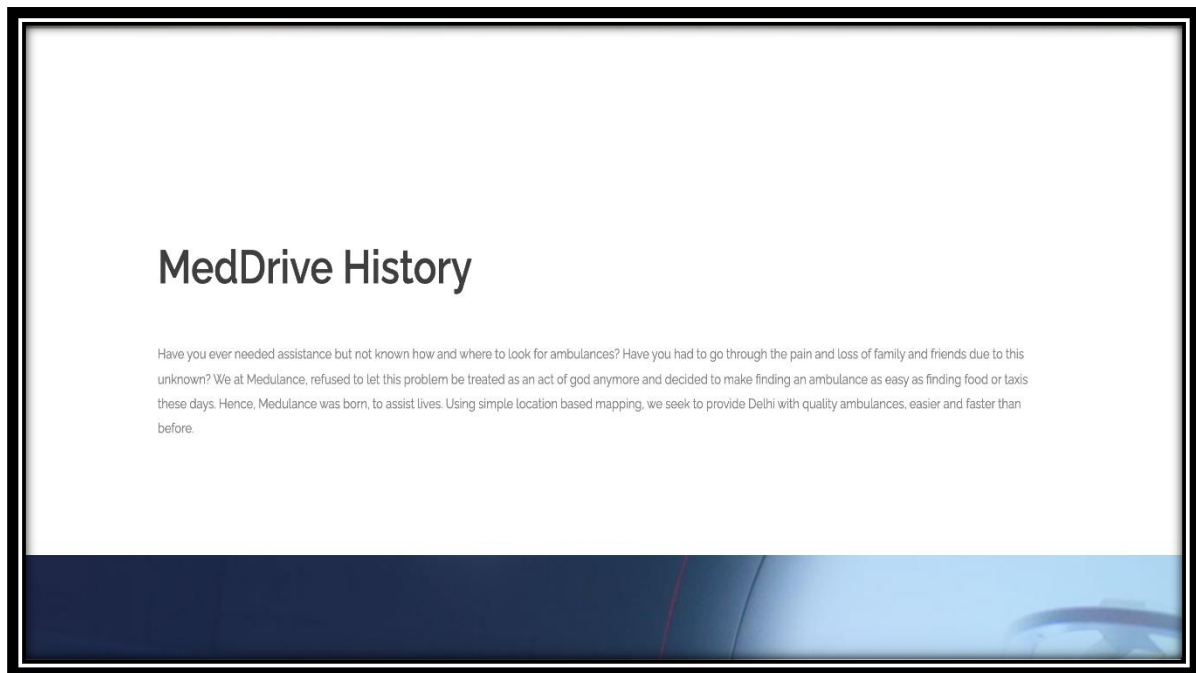 MedDrive History
Have you ever needed assistance but not known how and where to look for ambulances? Have you had to go through the pain and loss of family and friends due to this
unknown? We at Medulance, refused to let this problem be treated as an act of god anymore and decided to make finding an ambulance as easy as finding food or taxis
these days. Hence, Medulance was born, to assist lives. Using simple location based mapping, we seek to provide Delhi with quality ambulances, easier and faster than
before.